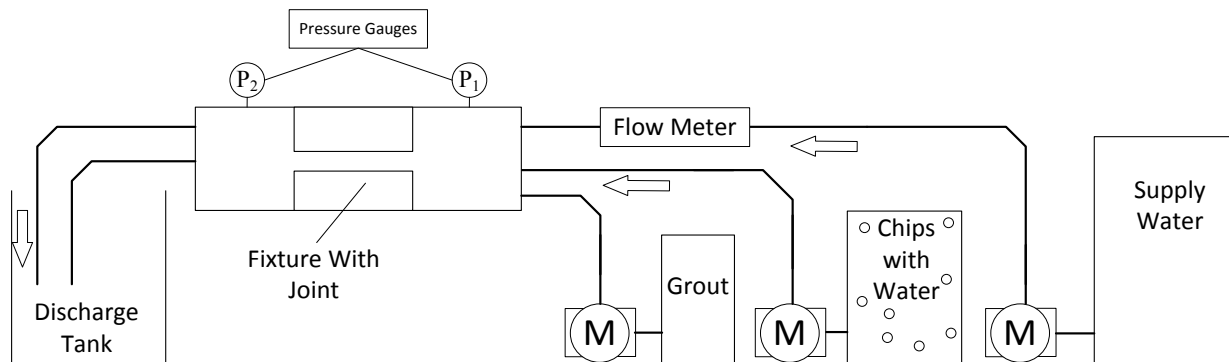 Pressure Gauges
P2
P1
Flow Meter
Supply
Water
Fixture With
Joint
Chips
with
Water
Grout
Discharge
Tank
M
M
M